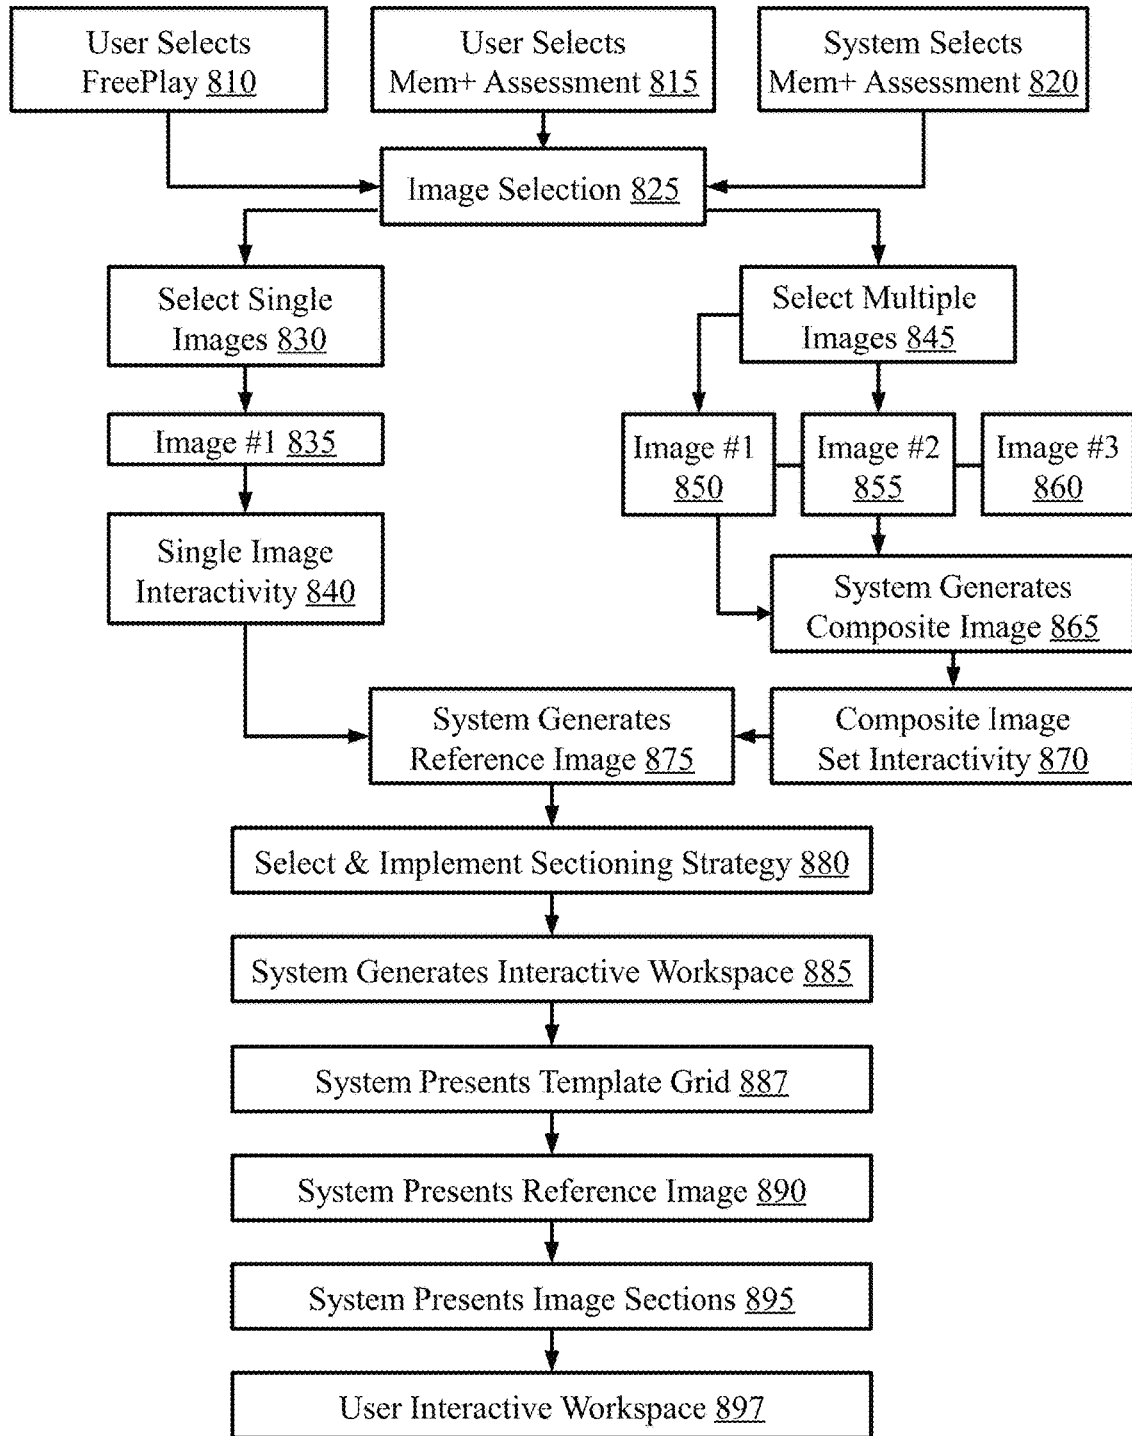 User Selects
FreePlay 810
User Selects
Mem+ Assessment 815
System Selects
Mem+ Assessment 820
Image Selection 825
Select Single
Images 830
Select Multiple
Images 845
Image #1 835
Image #1
850
Image #2
855
Image #3
860
Single Image
Interactivity 840
System Generates
Composite Image 865
System Generates
Reference Image 875
Composite Image
Set Interactivity 870
Select & Implement Sectioning Strategy 880
System Generates Interactive Workspace 885
System Presents Template Grid 887
System Presents Reference Image 890
System Presents Image Sections 895
User Interactive Workspace 897